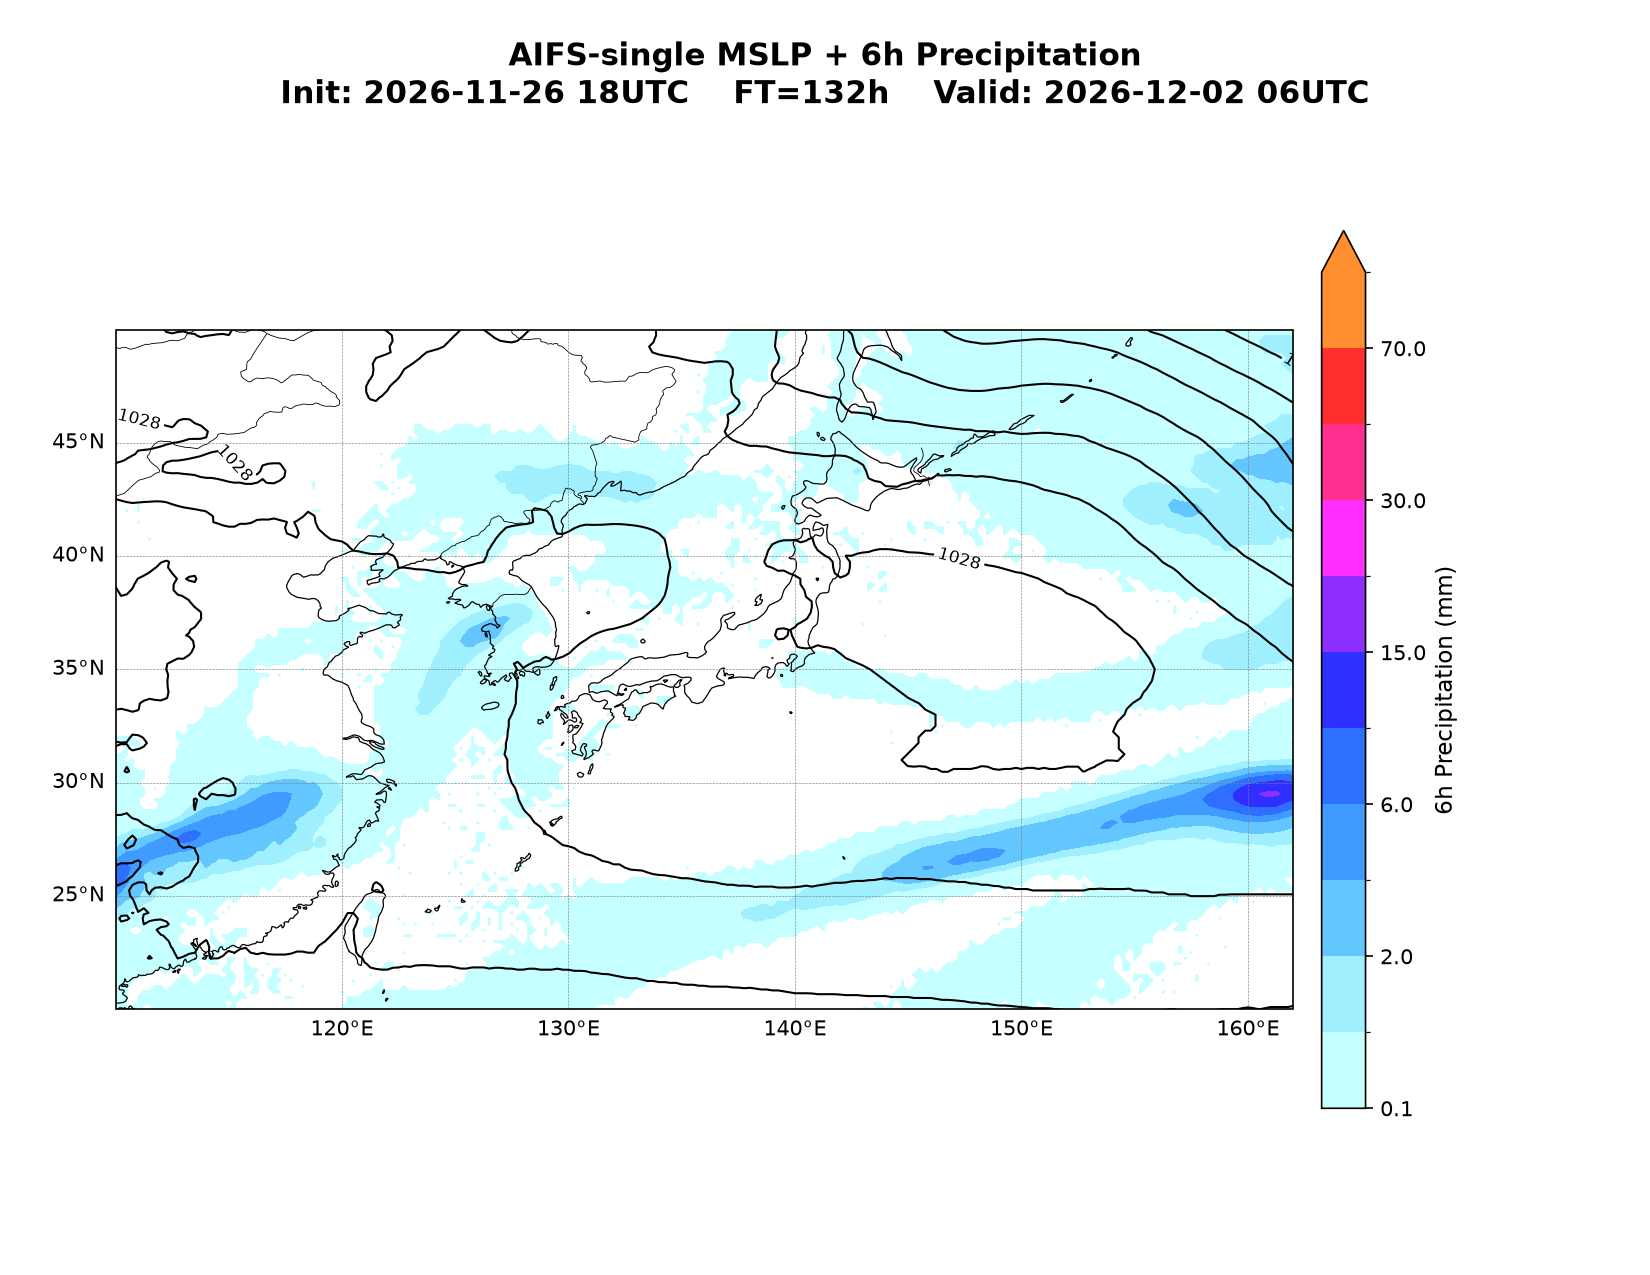 AIFS-single MSLP + 6h Precipitation
Init: 2026-11-26 18UTC    FT=132h    Valid: 2026-12-02 06UTC
70.0
30.0
15.0
6.0
2.0
0.1
6h Precipitation (mm)
45°N
40°N
35°N
30°N
25°N
120°E
130°E
140°E
150°E
160°E
1028
1028
1028